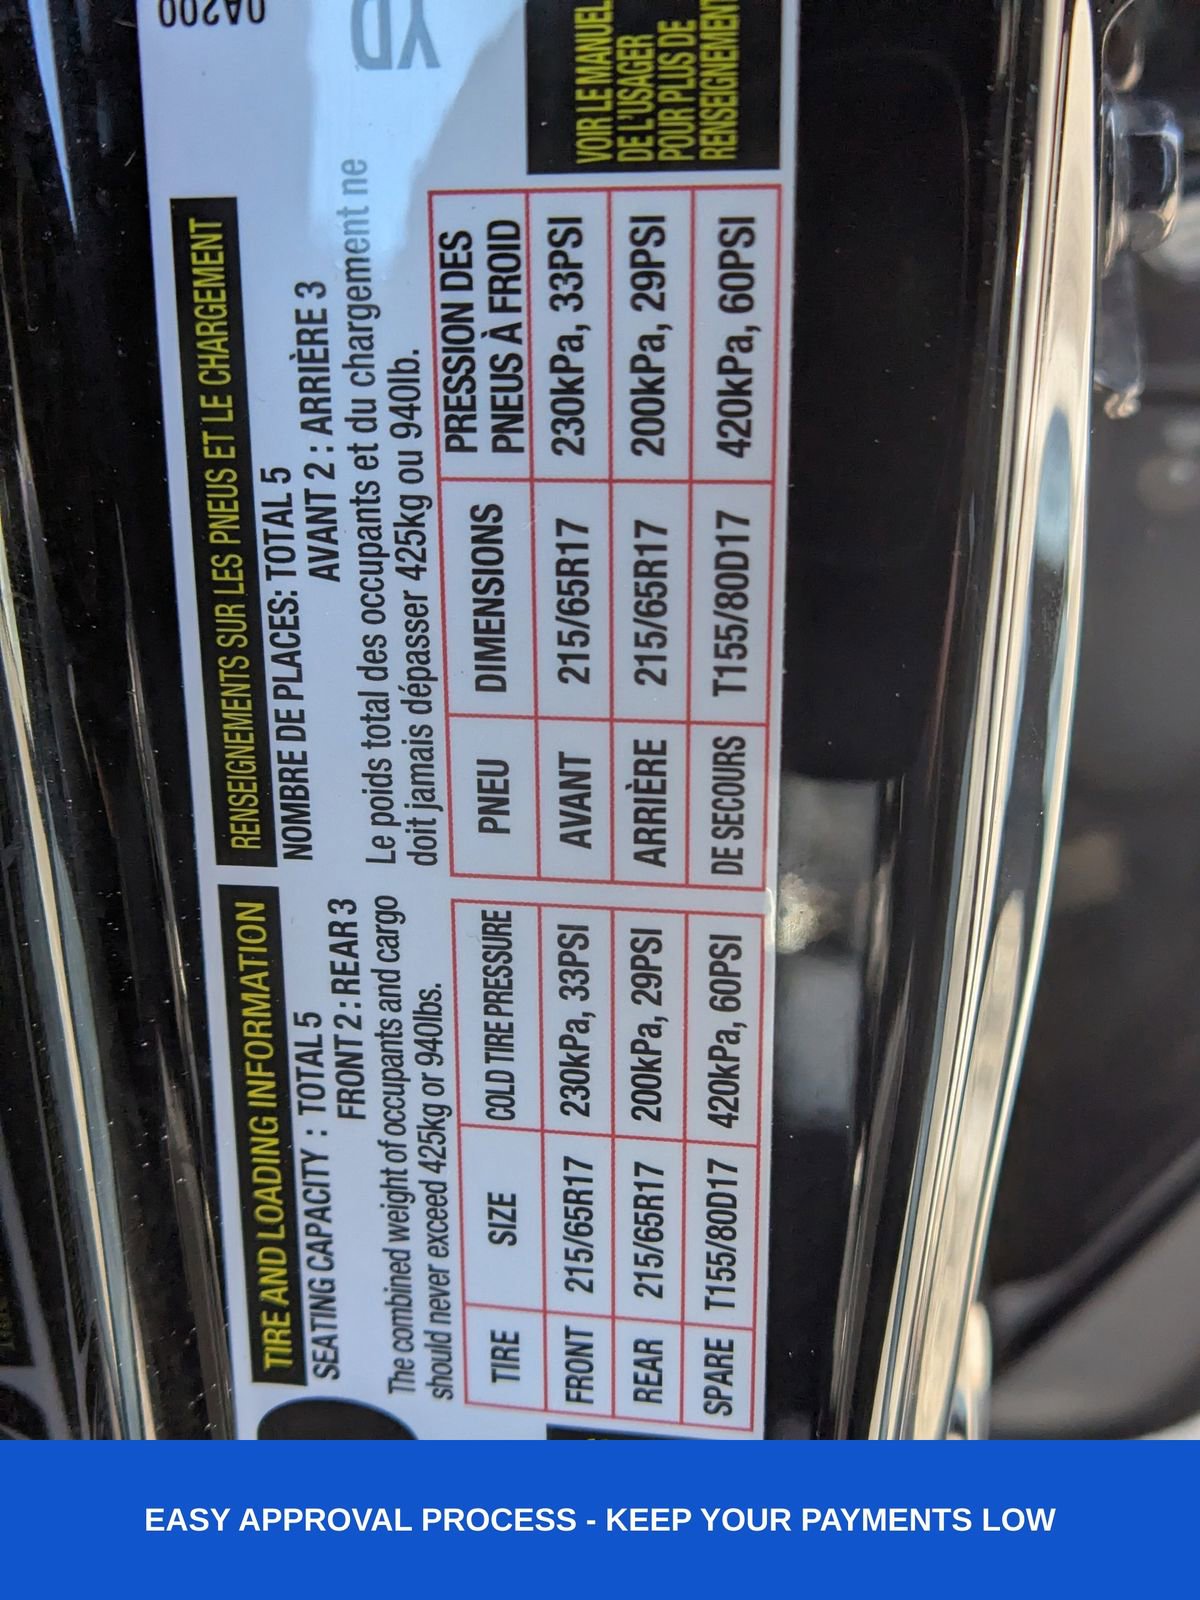 TIRE AND LOADING INFORMATION
SEATING CAPACITY : TOTAL 5
FRONT 2 : REAR 3
The combined weight of occupants and cargo
should never exceed 425kg or 940lbs.
TIRE SIZE COLD TIRE PRESSURE
FRONT 215/65R17 230kPa, 33PSI
REAR 215/65R17 200kPa, 29PSI
SPARE T155/80D17 420kPa, 60PSI
RENSEIGNEMENTS SUR LES PNEUS ET LE CHARGEMENT
NOMBRE DE PLACES: TOTAL 5
AVANT 2 : ARRIÈRE 3
Le poids total des occupants et du chargement ne
doit jamais dépasser 425kg ou 940lb.
PNEU DIMENSIONS PRESSION DES
PNEUS À FROID
AVANT 215/65R17 230kPa, 33PSI
ARRIÈRE 215/65R17 200kPa, 29PSI
DE SECOURS T155/80D17 420kPa, 60PSI
0A200
YD
VOIR LE MANUEL
DE L'USAGER
POUR PLUS DE
RENSEIGNEMENT
EASY APPROVAL PROCESS - KEEP YOUR PAYMENTS LOW